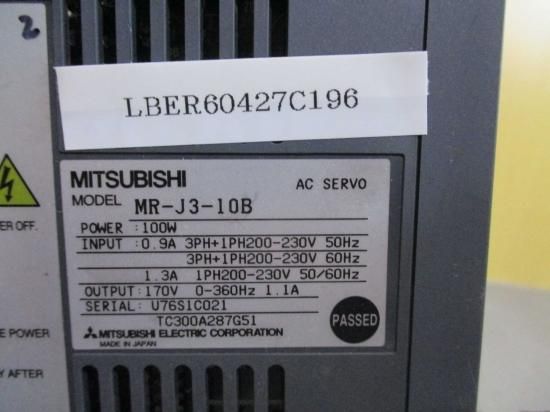 2
LBER60427C196
MITSUBISHI
AC SERVO
MODEL MR-J3-10B
POWER :100W
INPUT :0.9A 3PH+1PH200-230V 50Hz
3PH+1PH200-230V 60Hz
1.3A 1PH200-230V 50/60Hz
OUTPUT:170V 0-360Hz 1.1A
SERIAL: U76S1C021
TC300A287G51
PASSED
MITSUBISHI ELECTRIC CORPORATION
MADE IN JAPAN
ER OFF.
E POWER
Y AFTER